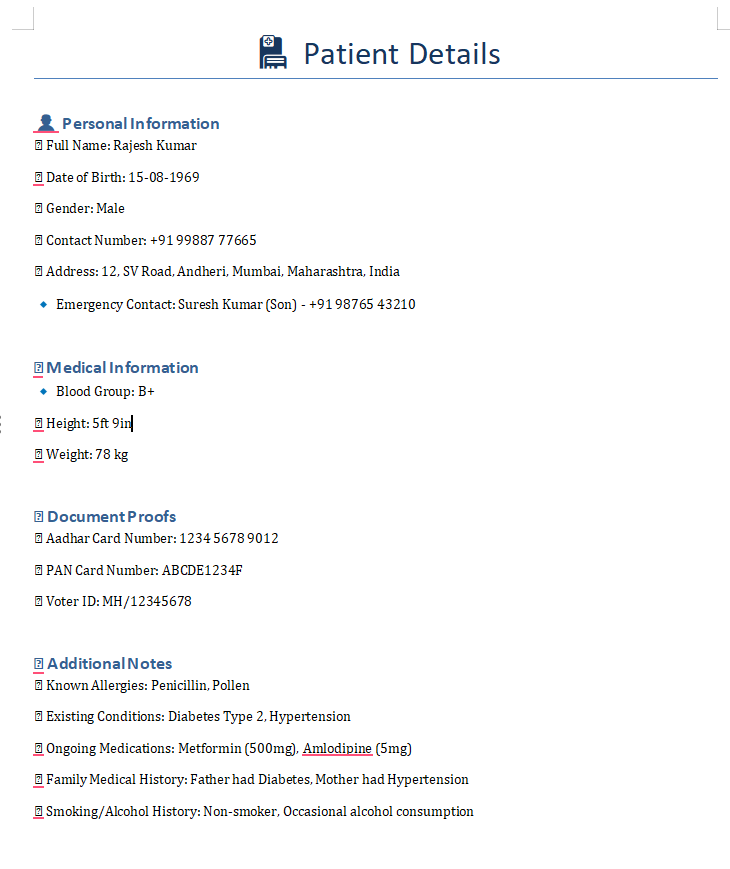 Patient Details
Personal Information
Full Name: Rajesh Kumar
Date of Birth: 15-08-1969
Gender: Male
Contact Number: +91 99887 77665
Address: 12, SV Road, Andheri, Mumbai, Maharashtra, India
Emergency Contact: Suresh Kumar (Son) - +91 98765 43210
Medical Information
Blood Group: B+
Height: 5ft 9in
Weight: 78 kg
Document Proofs
Aadhar Card Number: 1234 5678 9012
PAN Card Number: ABCDE1234F
Voter ID: MH/12345678
Additional Notes
Known Allergies: Penicillin, Pollen
Existing Conditions: Diabetes Type 2, Hypertension
Ongoing Medications: Metformin (500mg), Amlodipine (5mg)
Family Medical History: Father had Diabetes, Mother had Hypertension
Smoking/Alcohol History: Non-smoker, Occasional alcohol consumption